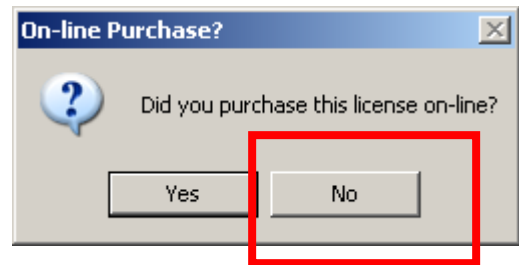 On-line Purchase?
Did you purchase this license on-line?
Yes No